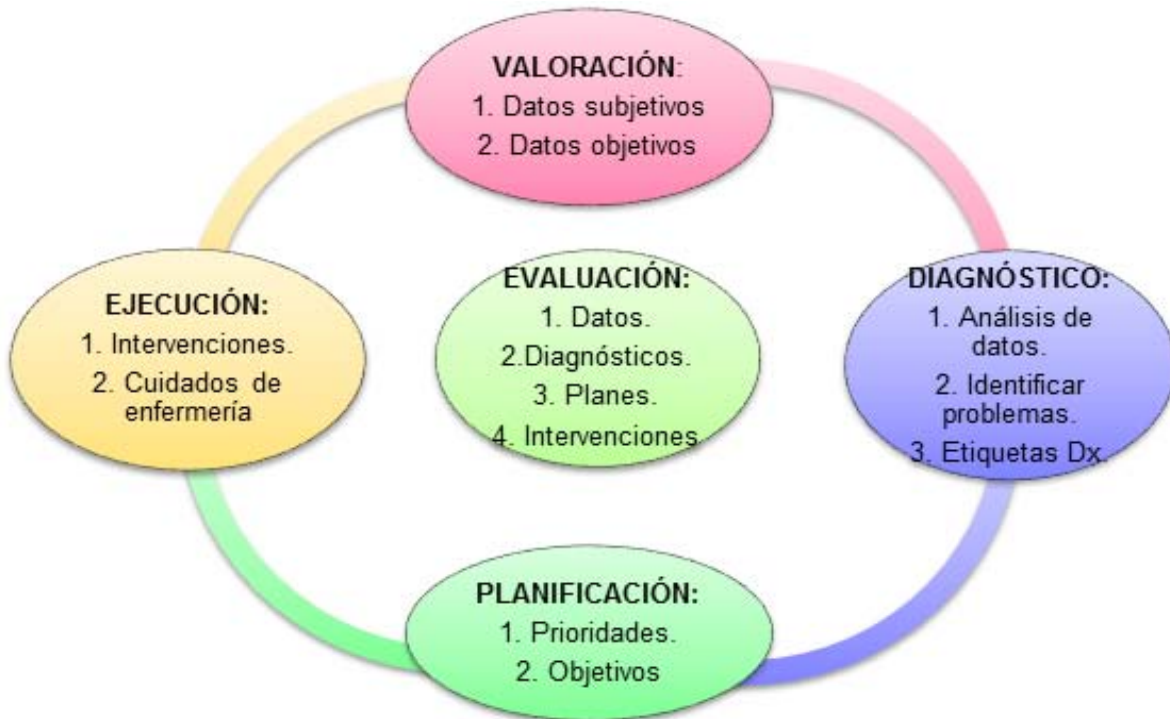 VALORACIÓN:
1. Datos subjetivos
2. Datos objetivos
EJECUCIÓN:
1. Intervenciones.
2. Cuidados de
enfermería
EVALUACIÓN:
1. Datos.
2.Diagnósticos.
3. Planes.
4. Intervenciones
DIAGNÓSTICO:
1. Análisis de
datos.
2. Identificar
problemas.
3. Etiquetas Dx.
PLANIFICACIÓN:
1. Prioridades.
2. Objetivos